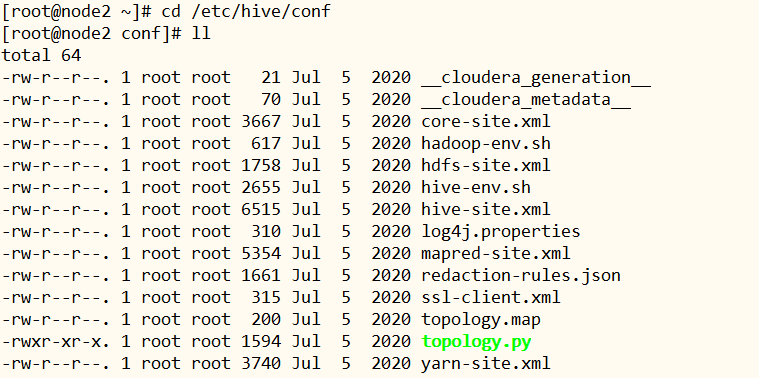 [root@node2 ~]# cd /etc/hive/conf
[root@node2 conf]# ll
total 64
-rw-r--r--. 1 root root   21 Jul  5  2020 __cloudera_generation__
-rw-r--r--. 1 root root   70 Jul  5  2020 __cloudera_metadata__
-rw-r--r--. 1 root root 3667 Jul  5  2020 core-site.xml
-rw-r--r--. 1 root root  617 Jul  5  2020 hadoop-env.sh
-rw-r--r--. 1 root root 1758 Jul  5  2020 hdfs-site.xml
-rw-r--r--. 1 root root 2655 Jul  5  2020 hive-env.sh
-rw-r--r--. 1 root root 6515 Jul  5  2020 hive-site.xml
-rw-r--r--. 1 root root  310 Jul  5  2020 log4j.properties
-rw-r--r--. 1 root root 5354 Jul  5  2020 mapred-site.xml
-rw-r--r--. 1 root root 1661 Jul  5  2020 redaction-rules.json
-rw-r--r--. 1 root root  315 Jul  5  2020 ssl-client.xml
-rw-r--r--. 1 root root  200 Jul  5  2020 topology.map
-rwxr-xr-x. 1 root root 1594 Jul  5  2020 topology.py
-rw-r--r--. 1 root root 3740 Jul  5  2020 yarn-site.xml